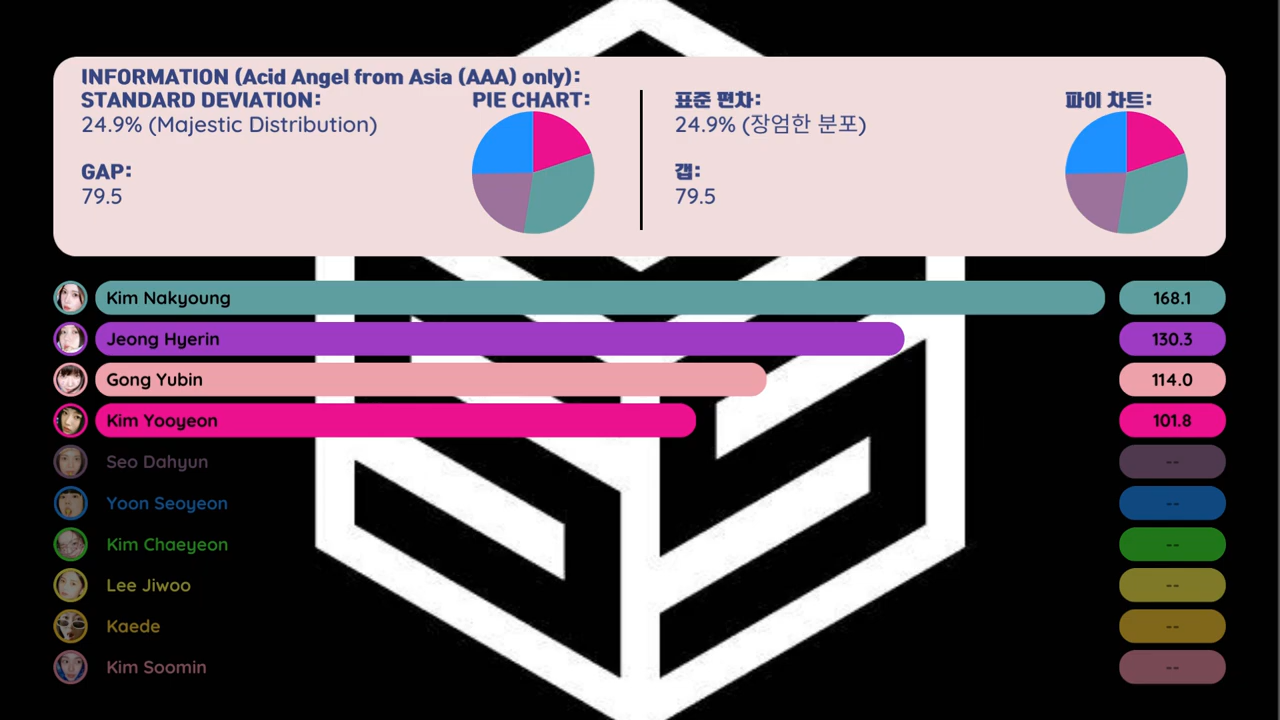 INFORMATION (Acid Angel from Asia (AAA) only):
STANDARD DEVIATION:
24.9% (Majestic Distribution)
GAP:
79.5
PIE CHART:
표준 편차:
24.9% (장엄한 분포)
갭:
79.5
파이 차트:
Kim Nakyoung 168.1
Jeong Hyerin 130.3
Gong Yubin 114.0
Kim Yooyeon 101.8
Seo Dahyun --
Yoon Seoyeon --
Kim Chaeyeon --
Lee Jiwoo --
Kaede --
Kim Soomin --